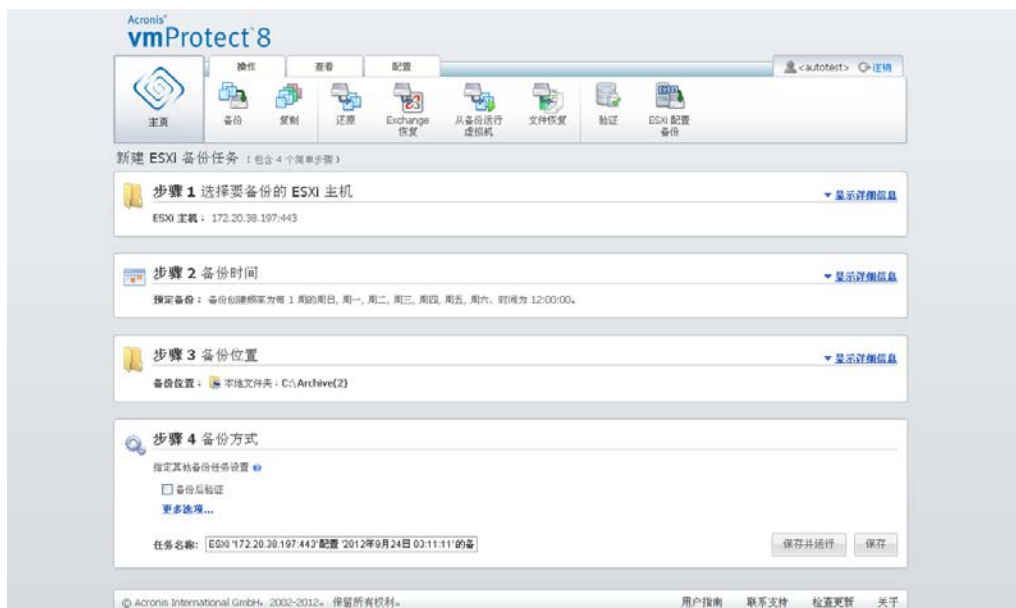 Acronis®
vmProtect 8
操作 查看 配置
<autotest> 注销
主页
备份 复制 还原 Exchange 恢复 从备份运行虚拟机 文件恢复 验证 ESXi 配置备份
新建 ESXi 备份任务 (包含 4 个简单步骤)
步骤 1 选择要备份的 ESXi 主机 显示详细信息
ESXi 主机: 172.20.38.197:443
步骤 2 备份时间 显示详细信息
预定备份: 备份创建频率为每 1 周的周日, 周一, 周二, 周三, 周四, 周五, 周六、时间为 12:00:00。
步骤 3 备份位置 显示详细信息
备份位置: 本地文件夹: C:\Archive(2)
步骤 4 备份方式
指定其他备份任务设置
备份后验证
更多选项...
任务名称: ESXi '172.20.38.197:443'配置 '2012年9月24日 03:11:11'的备 保存并运行 保存
© Acronis International GmbH。 2002-2012。 保留所有权利。 用户指南 联系支持 检查更新 关于